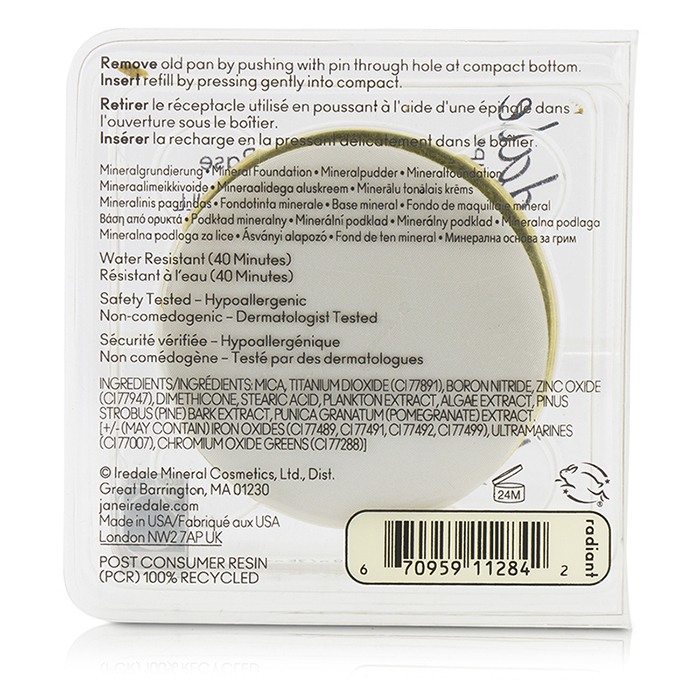 Remove old pan by pushing with pin through hole at compact bottom.
Insert refill by pressing gently into compact.
Retirer le réceptacle utilisé en poussant à l'aide d'une épingle dans
l'ouverture sous le boîtier.
Insérer la recharge en la pressant délicatement dans le boîtier.
Mineralgrundierung • Mineral Foundation • Mineralpudder • Mineralfoundation
Mineraalimeikkivoide • Mineraalidega aluskreem • Minerālu tonālais krēms
Mineralinis pagrindas • Fondotinta minerale • Base mineral • Fondo de maquillaje mineral
Βάση από ορυκτά • Podkład mineralny • Minerální podklad • Minerálny podklad • Mineralna podlaga
Mineralna podloga za lice • Ásványi alapozó • Fond de ten mineral • Минерална основа за грим
Water Resistant (40 Minutes)
Résistant à l'eau (40 Minutes)
Safety Tested – Hypoallergenic
Non-comedogenic – Dermatologist Tested
Sécurité vérifiée – Hypoallergénique
Non comédogène – Testé par des dermatologues
INGREDIENTS/INGRÉDIENTS: MICA, TITANIUM DIOXIDE (CI 77891), BORON NITRIDE, ZINC OXIDE
(CI 77947), DIMETHICONE, STEARIC ACID, PLANKTON EXTRACT, ALGAE EXTRACT, PINUS
STROBUS (PINE) BARK EXTRACT, PUNICA GRANATUM (POMEGRANATE) EXTRACT.
[+/- (MAY CONTAIN) IRON OXIDES (CI 77489, CI 77491, CI 77492, CI 77499), ULTRAMARINES
(CI 77007), CHROMIUM OXIDE GREENS (CI 77288)]
© Iredale Mineral Cosmetics, Ltd., Dist.
Great Barrington, MA 01230
janeiredale.com
Made in USA/Fabriqué aux USA
London NW2 7AP UK
POST CONSUMER RESIN
(PCR) 100% RECYCLED
24M
6 70959 11284 2
radiant